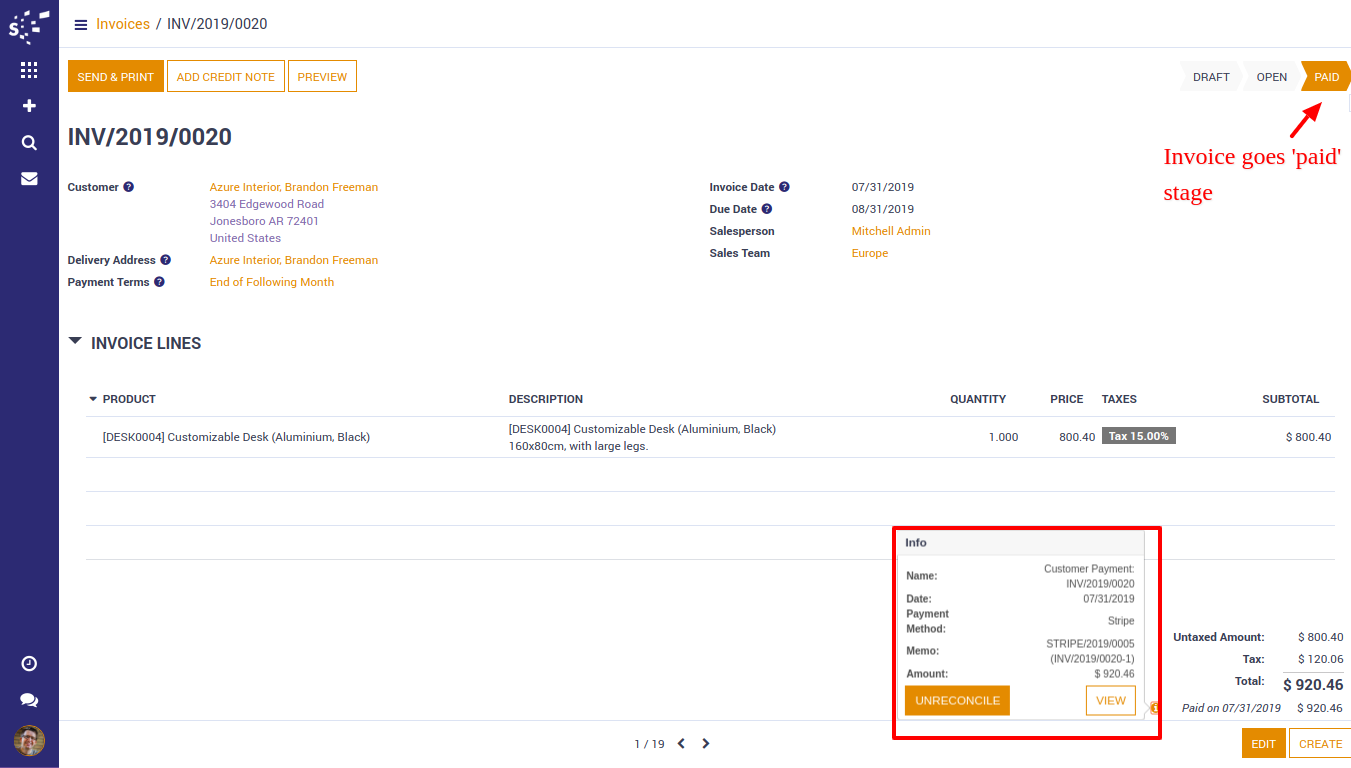 Invoices / INV/2019/0020
SEND & PRINT ADD CREDIT NOTE PREVIEW
DRAFT OPEN PAID
INV/2019/0020
Invoice goes 'paid'
stage
Customer
Azure Interior, Brandon Freeman
3404 Edgewood Road
Jonesboro AR 72401
United States
Delivery Address Azure Interior, Brandon Freeman
Payment Terms End of Following Month
Invoice Date 07/31/2019
Due Date 08/31/2019
Salesperson Mitchell Admin
Sales Team Europe
INVOICE LINES
PRODUCT DESCRIPTION QUANTITY PRICE TAXES SUBTOTAL
[DESK0004] Customizable Desk (Aluminium, Black) [DESK0004] Customizable Desk (Aluminium, Black) 1.000 800.40 Tax 15.00% $ 800.40
160x80cm, with large legs.
Info
Name: Customer Payment:
INV/2019/0020
Date: 07/31/2019
Payment
Method: Stripe
Memo: STRIPE/2019/0005
(INV/2019/0020-1)
Amount: $ 920.46
UNRECONCILE VIEW
Untaxed Amount: $ 800.40
Tax: $ 120.06
Total: $ 920.46
Paid on 07/31/2019 $ 920.46
1 / 19
EDIT CREATE